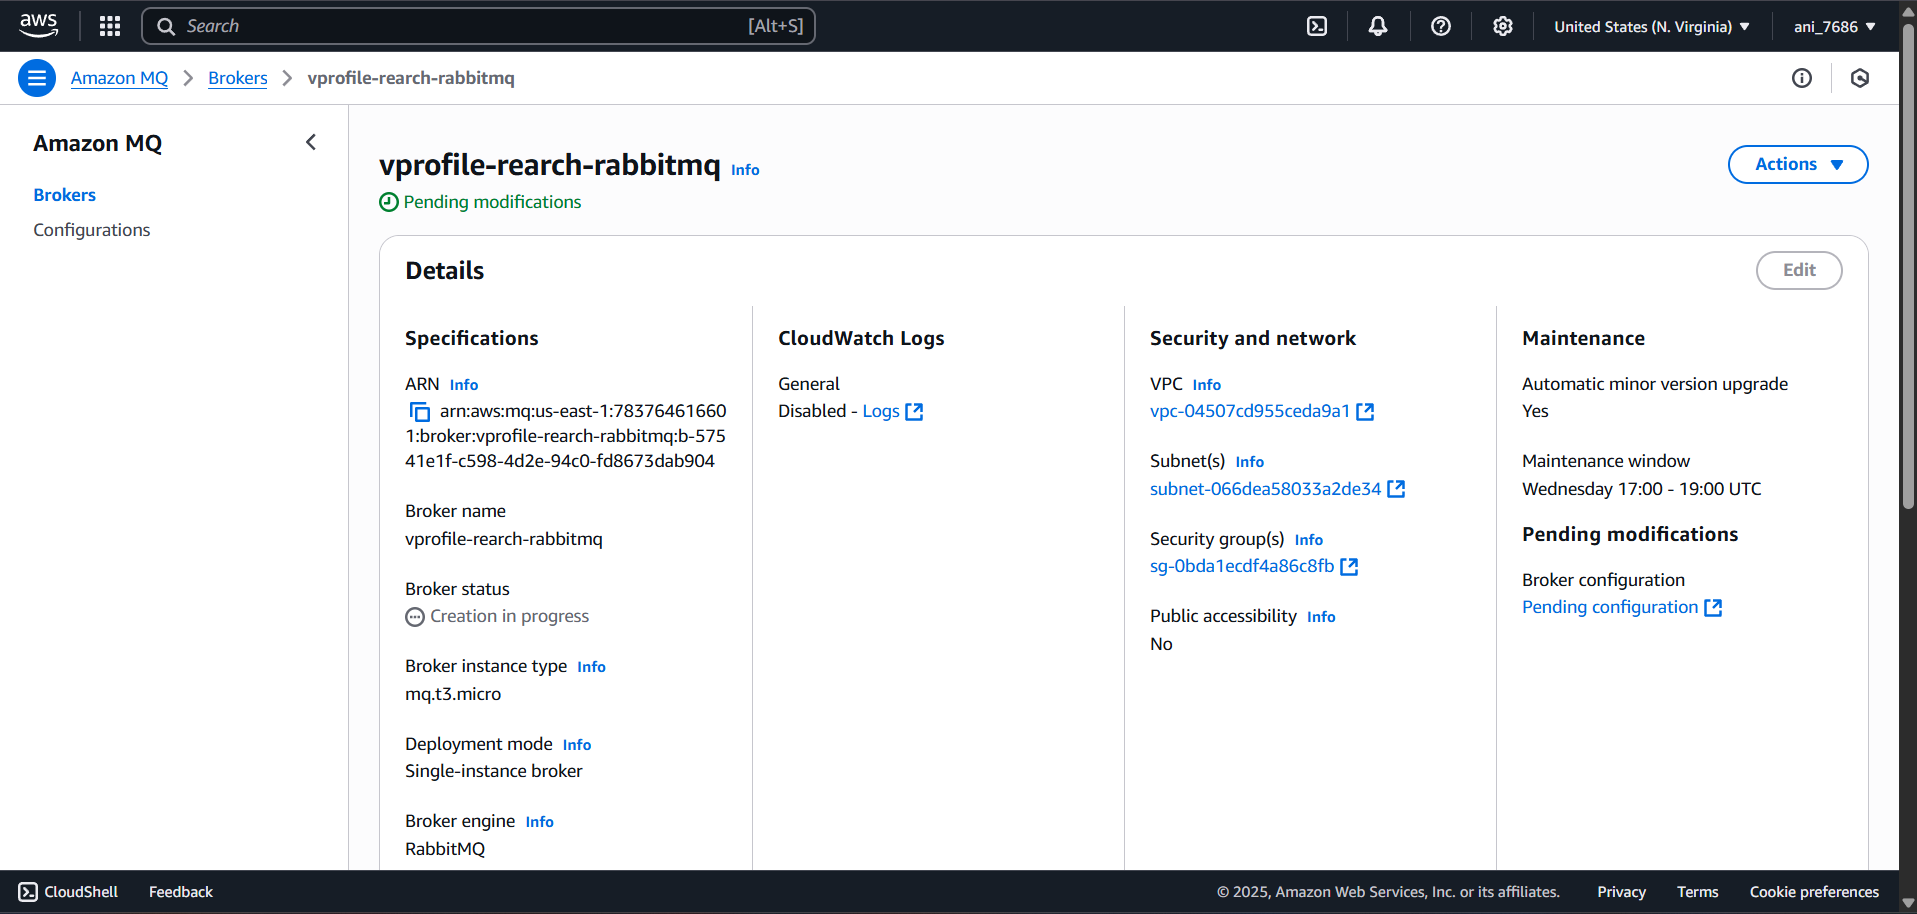 aws
Search
[Alt+S]
United States (N. Virginia)
ani_7686
Amazon MQ
Brokers
vprofile-rearch-rabbitmq
Amazon MQ
Brokers
Configurations
vprofile-rearch-rabbitmq Info
Pending modifications
Actions
Details
Edit
Specifications
ARN Info
arn:aws:mq:us-east-1:78376461660
1:broker:vprofile-rearch-rabbitmq:b-575
41e1f-c598-4d2e-94c0-fd8673dab904
Broker name
vprofile-rearch-rabbitmq
Broker status
Creation in progress
Broker instance type Info
mq.t3.micro
Deployment mode Info
Single-instance broker
Broker engine Info
RabbitMQ
CloudWatch Logs
General
Disabled - Logs
Security and network
VPC Info
vpc-04507cd955ceda9a1
Subnet(s) Info
subnet-066dea58033a2de34
Security group(s) Info
sg-0bda1ecdf4a86c8fb
Public accessibility Info
No
Maintenance
Automatic minor version upgrade
Yes
Maintenance window
Wednesday 17:00 - 19:00 UTC
Pending modifications
Broker configuration
Pending configuration
CloudShell
Feedback
© 2025, Amazon Web Services, Inc. or its affiliates.
Privacy
Terms
Cookie preferences